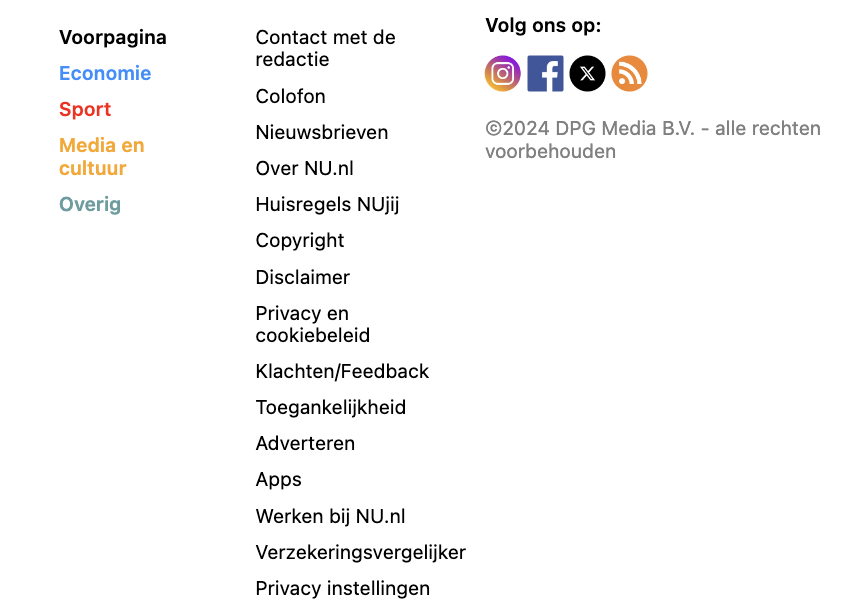 Voorpagina
Economie
Sport
Media en
cultuur
Overig
Contact met de
redactie
Colofon
Nieuwsbrieven
Over NU.nl
Huisregels NUjij
Copyright
Disclaimer
Privacy en
cookiebeleid
Klachten/Feedback
Toegankelijkheid
Adverteren
Apps
Werken bij NU.nl
Verzekeringsvergelijker
Privacy instellingen
Volg ons op:
©2024 DPG Media B.V. - alle rechten
voorbehouden